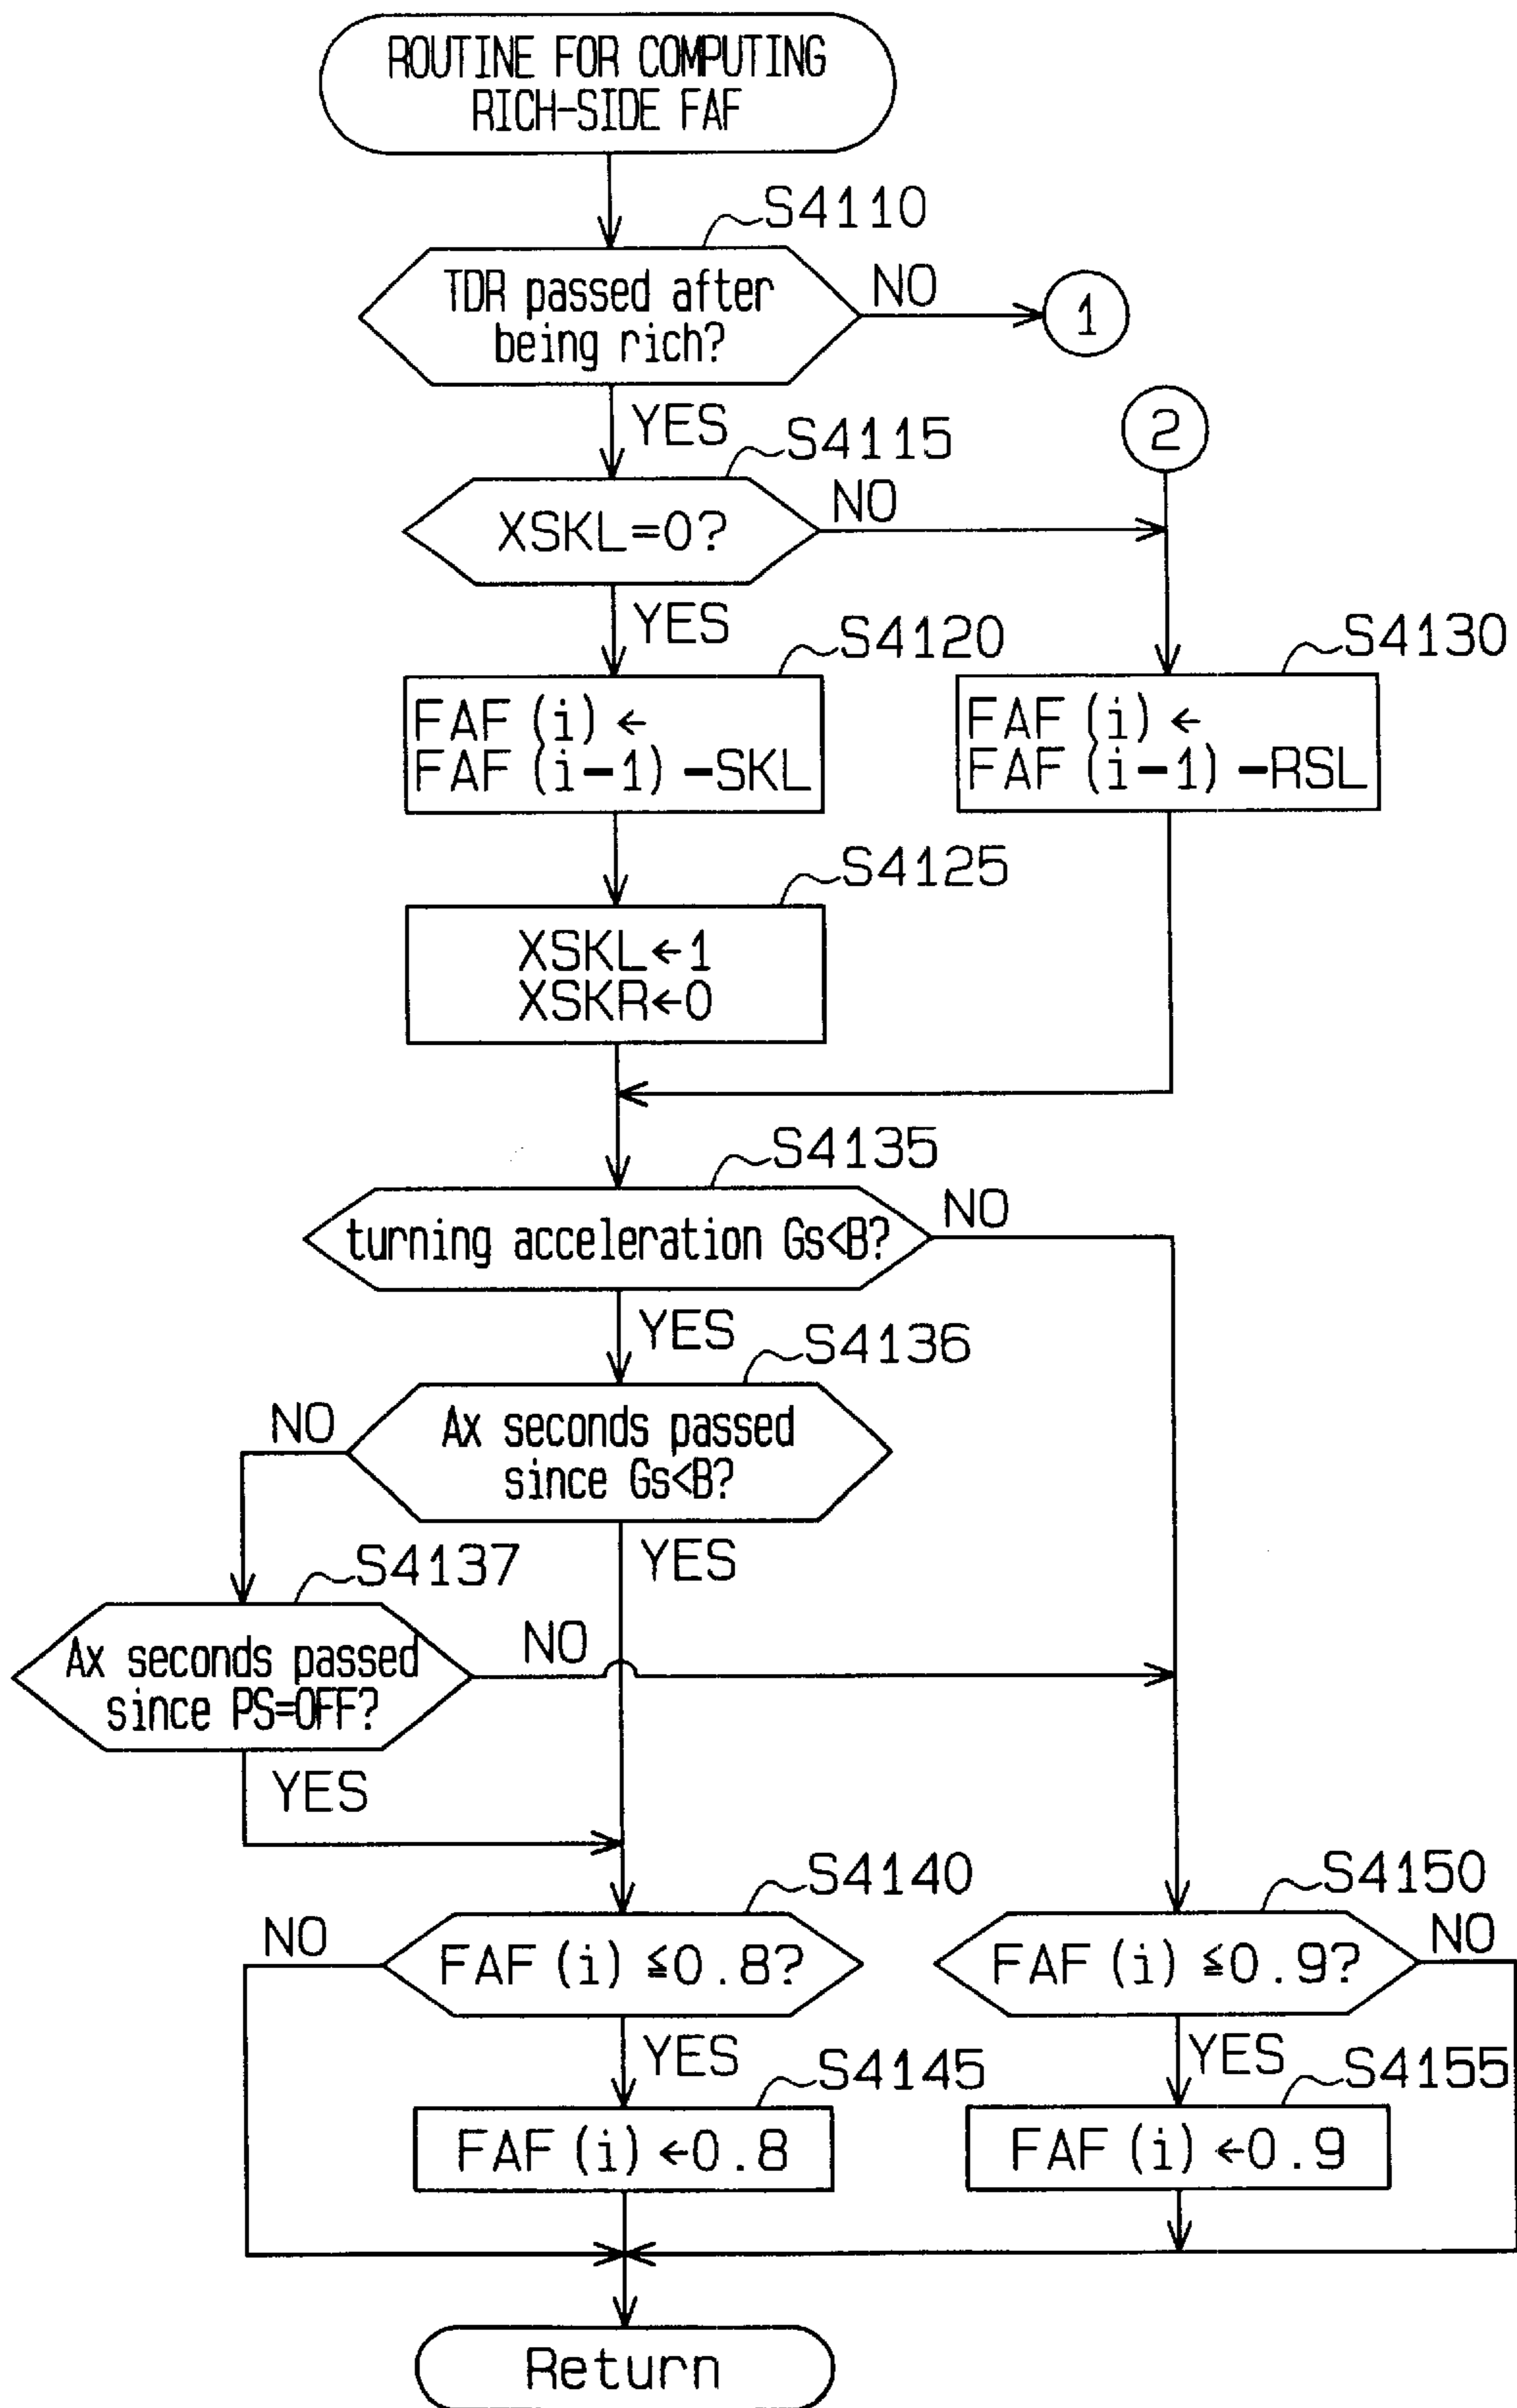 ROUTINE FOR COMPUTING
RICH-SIDE FAF
S4110
TDR passed after
being rich?
NO
1
YES
2
S4115
XSKL=0?
NO
YES
S4120
S4130
FAF (i) ←
FAF (i-1) -SKL
FAF (i) ←
FAF (i-1) -RSL
S4125
XSKL←1
XSKR←0
S4135
turning acceleration Gs<B?
NO
YES
S4136
NO
Ax seconds passed
since Gs<B?
YES
S4137
Ax seconds passed
since PS=OFF?
NO
YES
S4140
S4150
NO
FAF (i) ≦0.8?
FAF (i) ≦0.9?
NO
YES
S4145
YES
S4155
FAF (i) ←0.8
FAF (i) ←0.9
Return